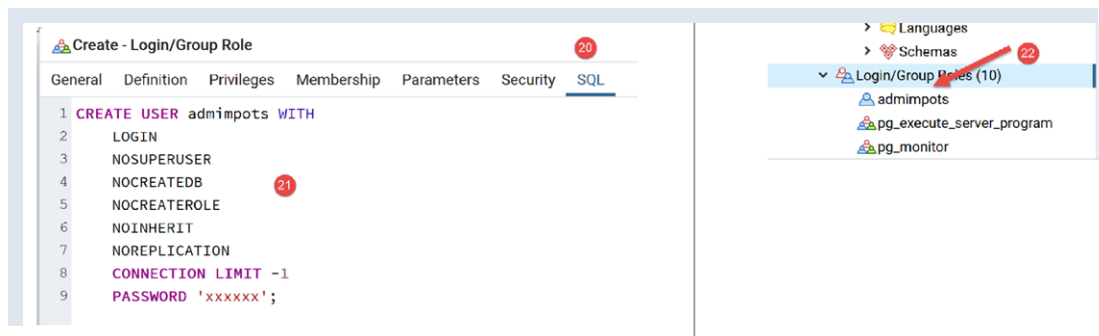 Create - Login/Group Role
20
General Definition Privileges Membership Parameters Security SQL
1 CREATE USER admimpots WITH
2 LOGIN
3 NOSUPERUSER
4 NOCREATEDB
21
5 NOCREATEROLE
6 NOINHERIT
7 NOREPLICATION
8 CONNECTION LIMIT -1
9 PASSWORD 'xxxxxx';
Languages
Schemas
22
Login/Group Roles (10)
admimpots
pg_execute_server_program
pg_monitor